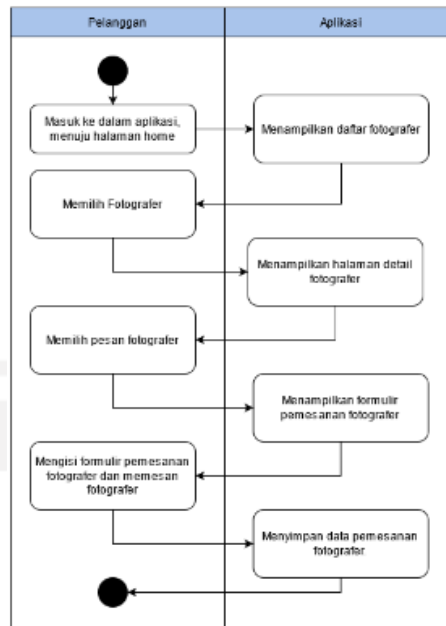 Pelanggan
Aplikasi
Masuk ke dalam aplikasi,
menuju halaman home
Menampilkan daftar fotografer
Memilih Fotografer
Menampilkan halaman detail
fotografer
Memilih pesan fotografer
Menampilkan formulir
pemesanan fotografer
Mengisi formulir pemesanan
fotografer dan memesan
fotografer
Menyimpan data pemesanan
fotografer